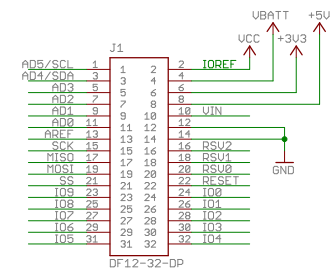 VBATT +5V
VCC +3V3
J1
AD5/SCL 1 1 2 2 IOREF
AD4/SDA 3 3 4 4
AD3 5 5 6 6
AD2 7 7 8 8
AD1 9 9 10 10 VIN
AD0 11 11 12 12
AREF 13 13 14 14
SCK 15 15 16 16 RSV2
MISO 17 17 18 18 RSV1
MOSI 19 19 20 20 RSV0
SS 21 21 22 22 RESET
IO9 23 23 24 24 IO0
IO8 25 25 26 26 IO1
IO7 27 27 28 28 IO2
IO6 29 29 30 30 IO3
IO5 31 31 32 32 IO4
GND
DF12-32-DP